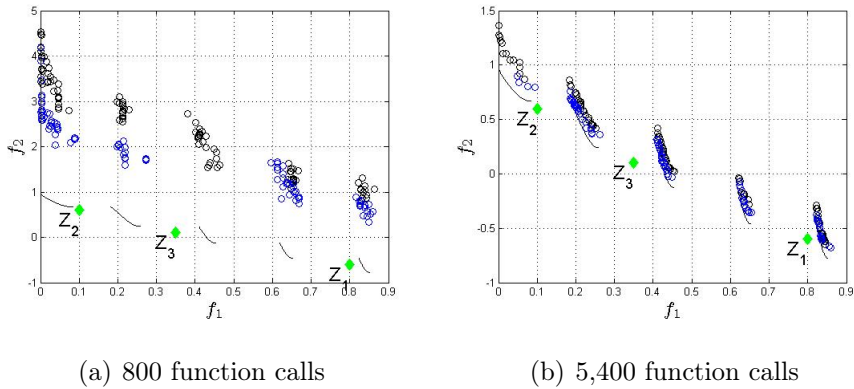 5
4
3
2
1
0
-1
f₂
0 0.1 0.2 0.3 0.4 0.5 0.6 0.7 0.8 0.9
f₁
Z₂
Z₃
Z₁
(a) 800 function calls
1.5
1
0.5
0
-0.5
-1
f₂
0 0.1 0.2 0.3 0.4 0.5 0.6 0.7 0.8 0.9
f₁
Z₂
Z₃
Z₁
(b) 5,400 function calls